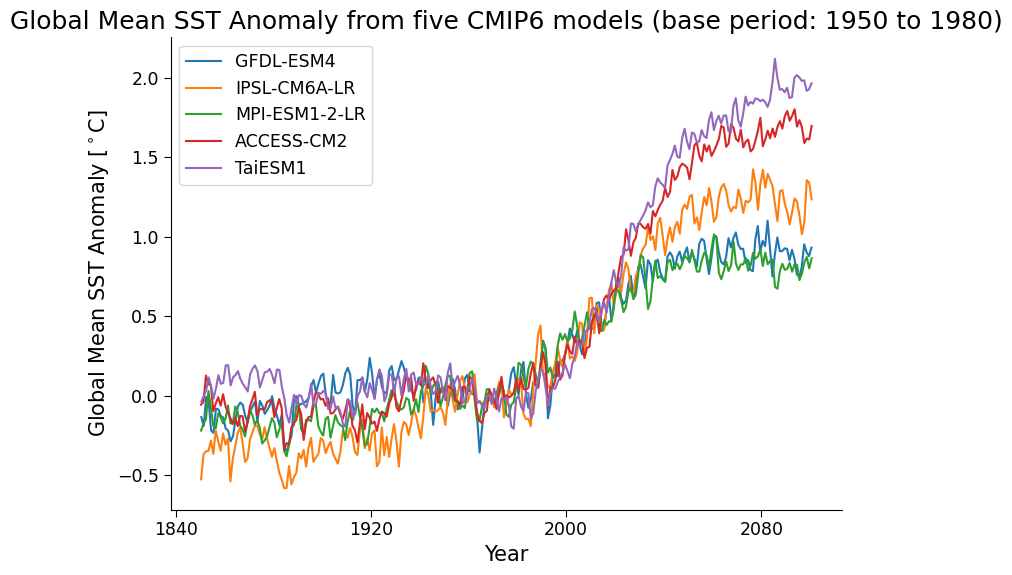 Global Mean SST Anomaly from five CMIP6 models (base period: 1950 to 1980)
Global Mean SST Anomaly [°C]
2.0
1.5
1.0
0.5
0.0
−0.5
GFDL-ESM4
IPSL-CM6A-LR
MPI-ESM1-2-LR
ACCESS-CM2
TaiESM1
1840 1920 2000 2080
Year